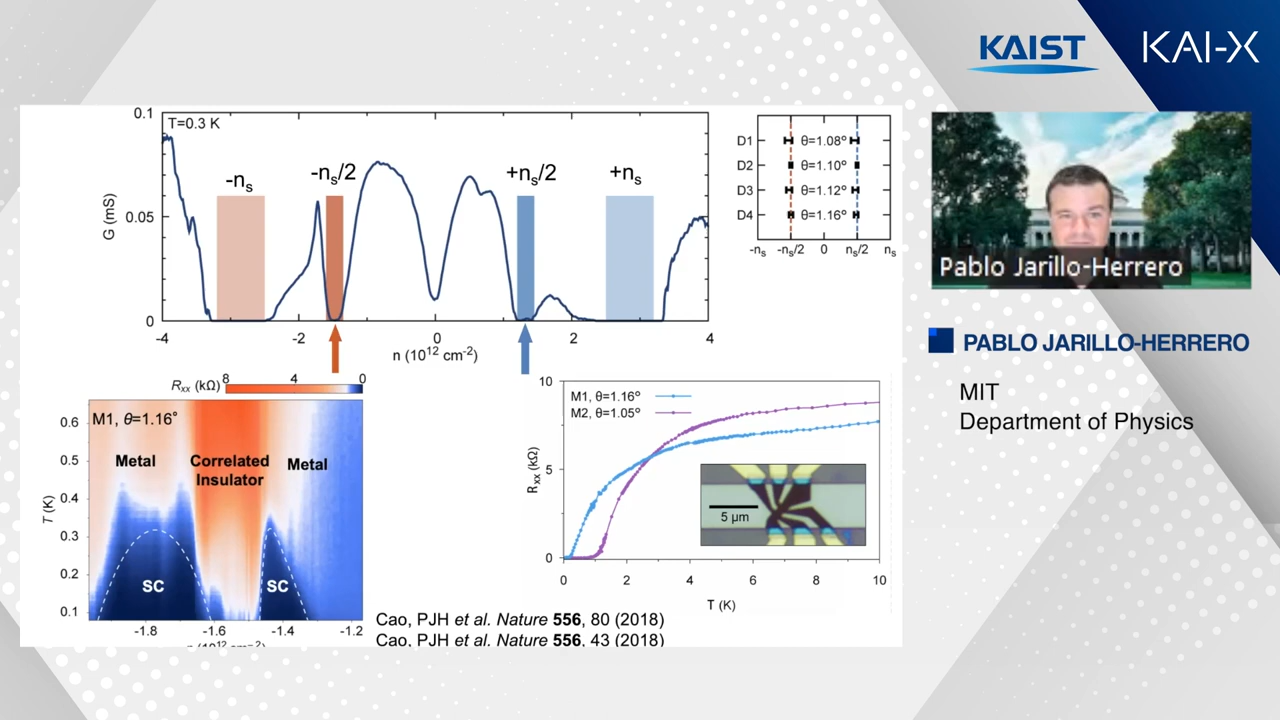 KAIST
KAI-X
0.1
T=0.3 K
-nₛ
-nₛ/2
+nₛ/2
+nₛ
G (mS)
0.05
0
-4
-2
0
2
4
n (10¹² cm⁻²)
D1
θ=1.08º
D2
θ=1.10º
D3
θ=1.12º
D4
θ=1.16º
-nₛ
-nₛ/2
0
nₛ/2
nₛ
Pablo Jarillo-Herrero
PABLO JARILLO-HERRERO
MIT
Department of Physics
Rxx (kΩ)
8
4
0
M1, θ=1.16°
Metal
Correlated
Insulator
Metal
SC
SC
T (K)
0.6
0.5
0.4
0.3
0.2
0.1
-1.8
-1.6
-1.4
-1.2
M1, θ=1.16º
M2, θ=1.05º
Rxx (kΩ)
10
5
0
5 μm
0
2
4
6
8
10
T (K)
Cao, PJH et al. Nature 556, 80 (2018)
Cao, PJH et al. Nature 556, 43 (2018)